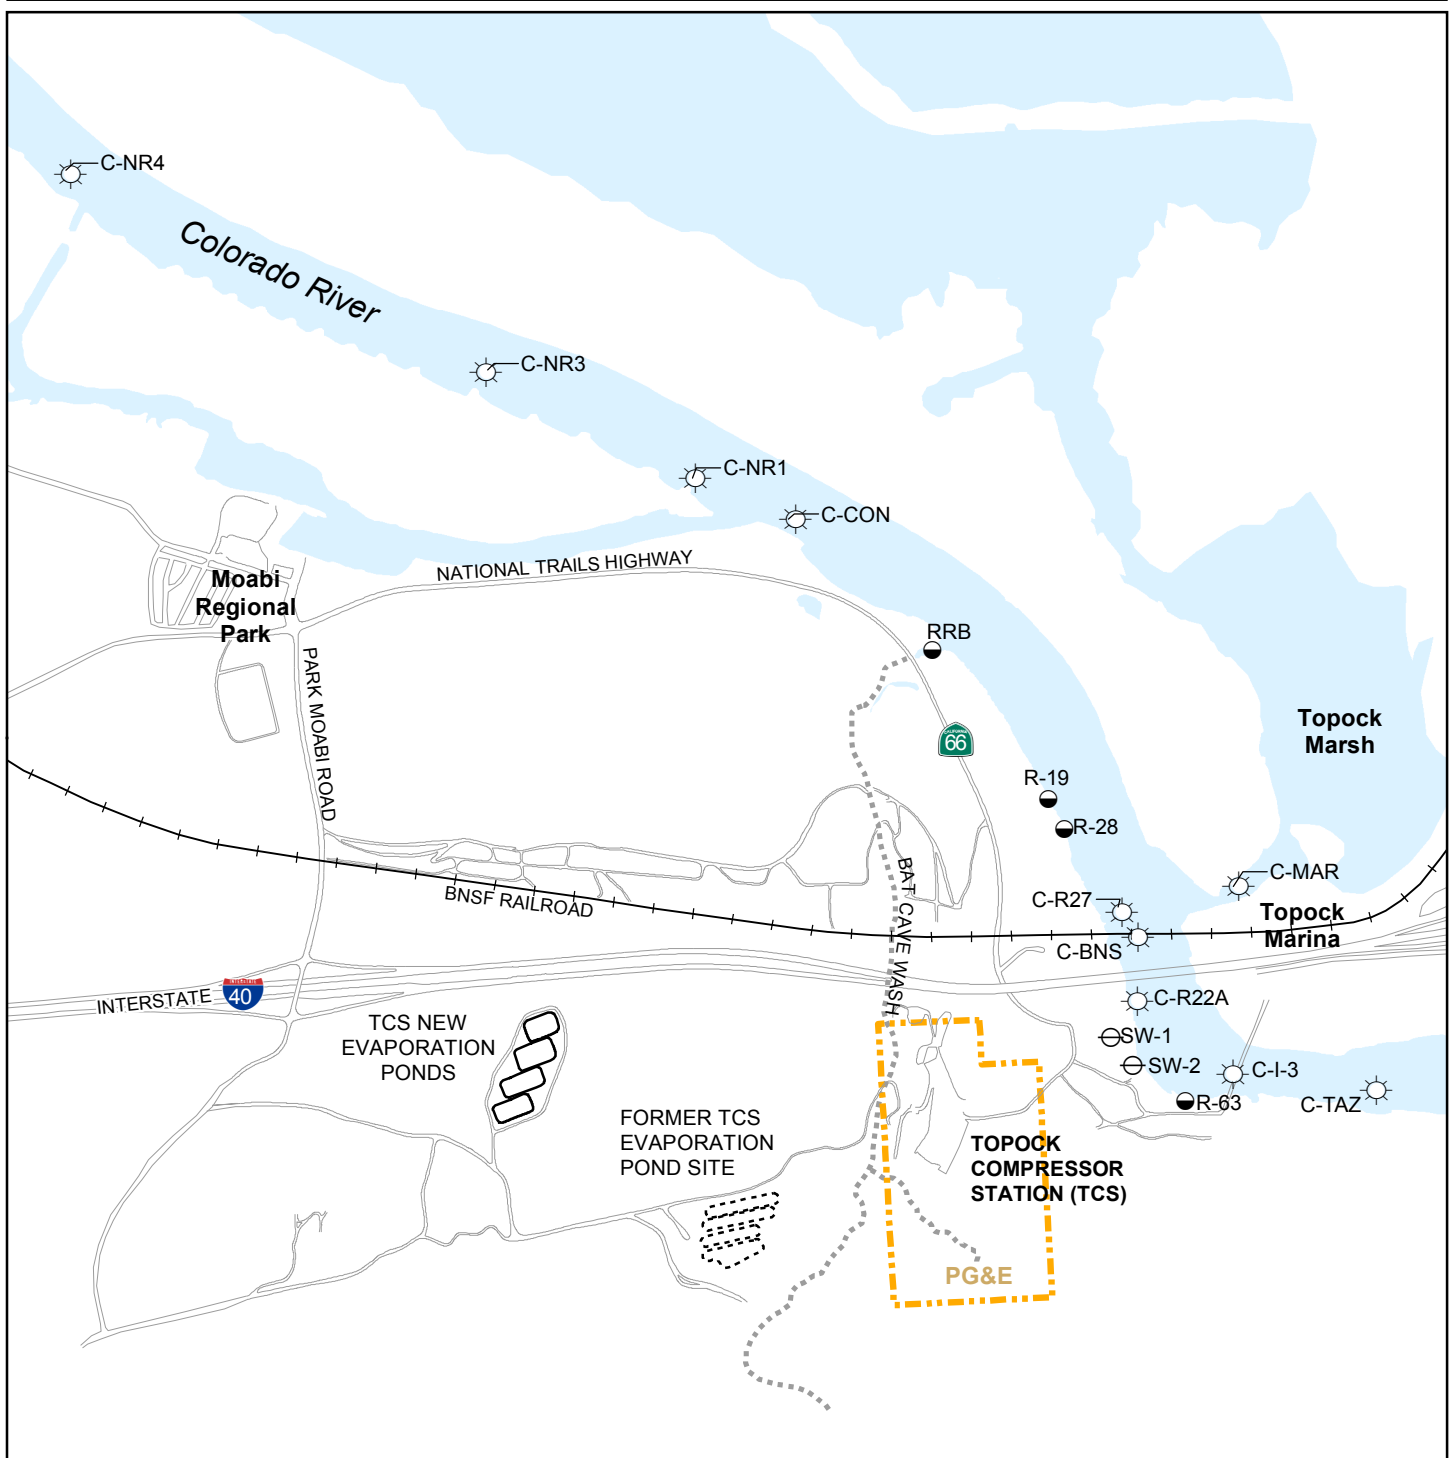 C-NR4
Colorado River
C-NR3
C-NR1
C-CON
NATIONAL TRAILS HIGHWAY
Moabi
Regional
Park
RRB
PARK MOABI ROAD
CALIFORNIA
66
Topock
Marsh
R-19
R-28
C-MAR
BAT CAVE WASH
C-R27
BNSF RAILROAD
Topock
Marina
C-BNS
INTERSTATE
INTERSTATE
40
C-R22A
TCS NEW
EVAPORATION
PONDS
SW-1
SW-2
C-I-3
R-63
C-TAZ
FORMER TCS
EVAPORATION
POND SITE
TOPOCK
COMPRESSOR
STATION (TCS)
PG&E